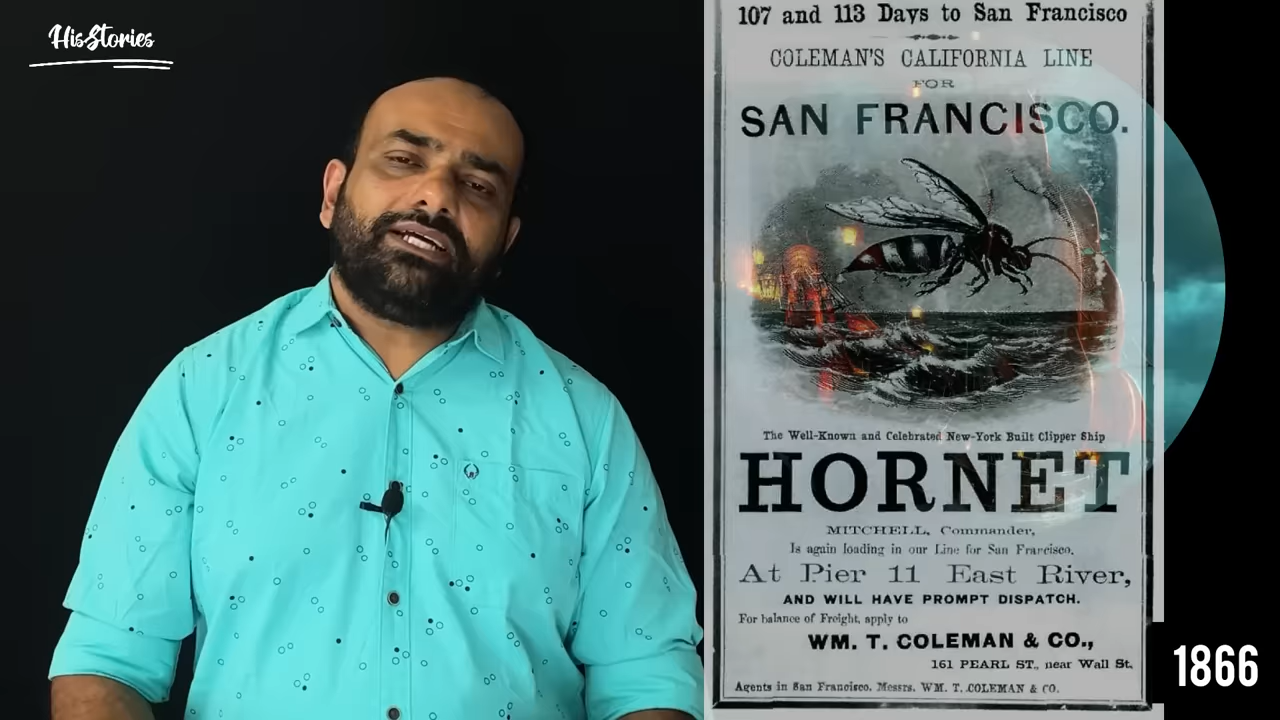 HisStories
107 and 113 Days to San Francisco
COLEMAN'S CALIFORNIA LINE
FOR
SAN FRANCISCO.
The Well-Known and Celebrated New-York Built Clipper Ship
HORNET
MITCHELL, Commander,
Is again loading in our Line for San Francisco.
At Pier 11 East River,
AND WILL HAVE PROMPT DISPATCH.
For balance of Freight, apply to
WM. T. COLEMAN & CO.,
161 PEARL ST., near Wall St.
Agents in San Francisco, Messrs. WM. T. COLEMAN & CO.
1866